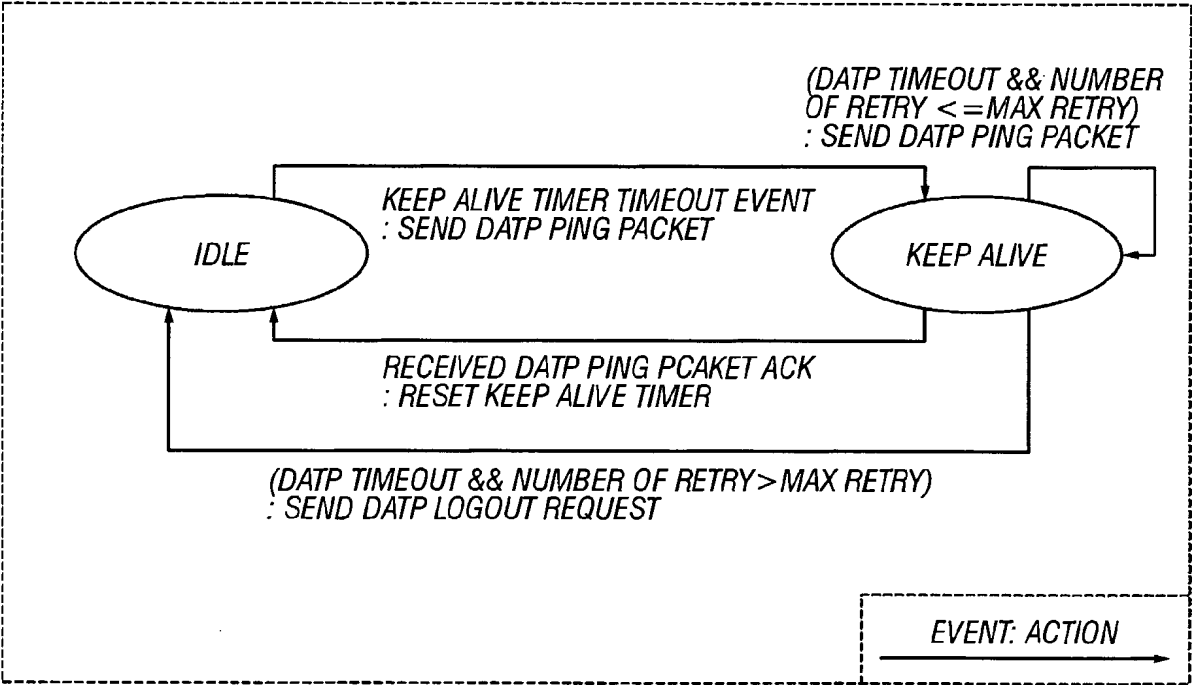 (DATP TIMEOUT && NUMBER
OF RETRY <=MAX RETRY)
: SEND DATP PING PACKET
KEEP ALIVE TIMER TIMEOUT EVENT
: SEND DATP PING PACKET
IDLE
KEEP ALIVE
RECEIVED DATP PING PCAKET ACK
: RESET KEEP ALIVE TIMER
(DATP TIMEOUT && NUMBER OF RETRY>MAX RETRY)
: SEND DATP LOGOUT REQUEST
EVENT: ACTION